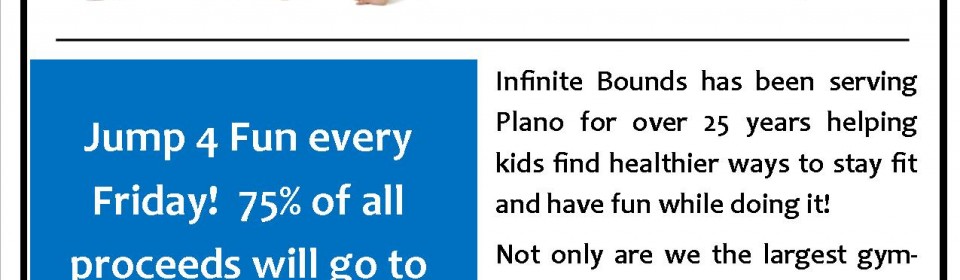 Jump 4 Fun every
Friday!  75% of all
proceeds will go to
Infinite Bounds has been serving
Plano for over 25 years helping
kids find healthier ways to stay fit
and have fun while doing it!
Not only are we the largest gym-